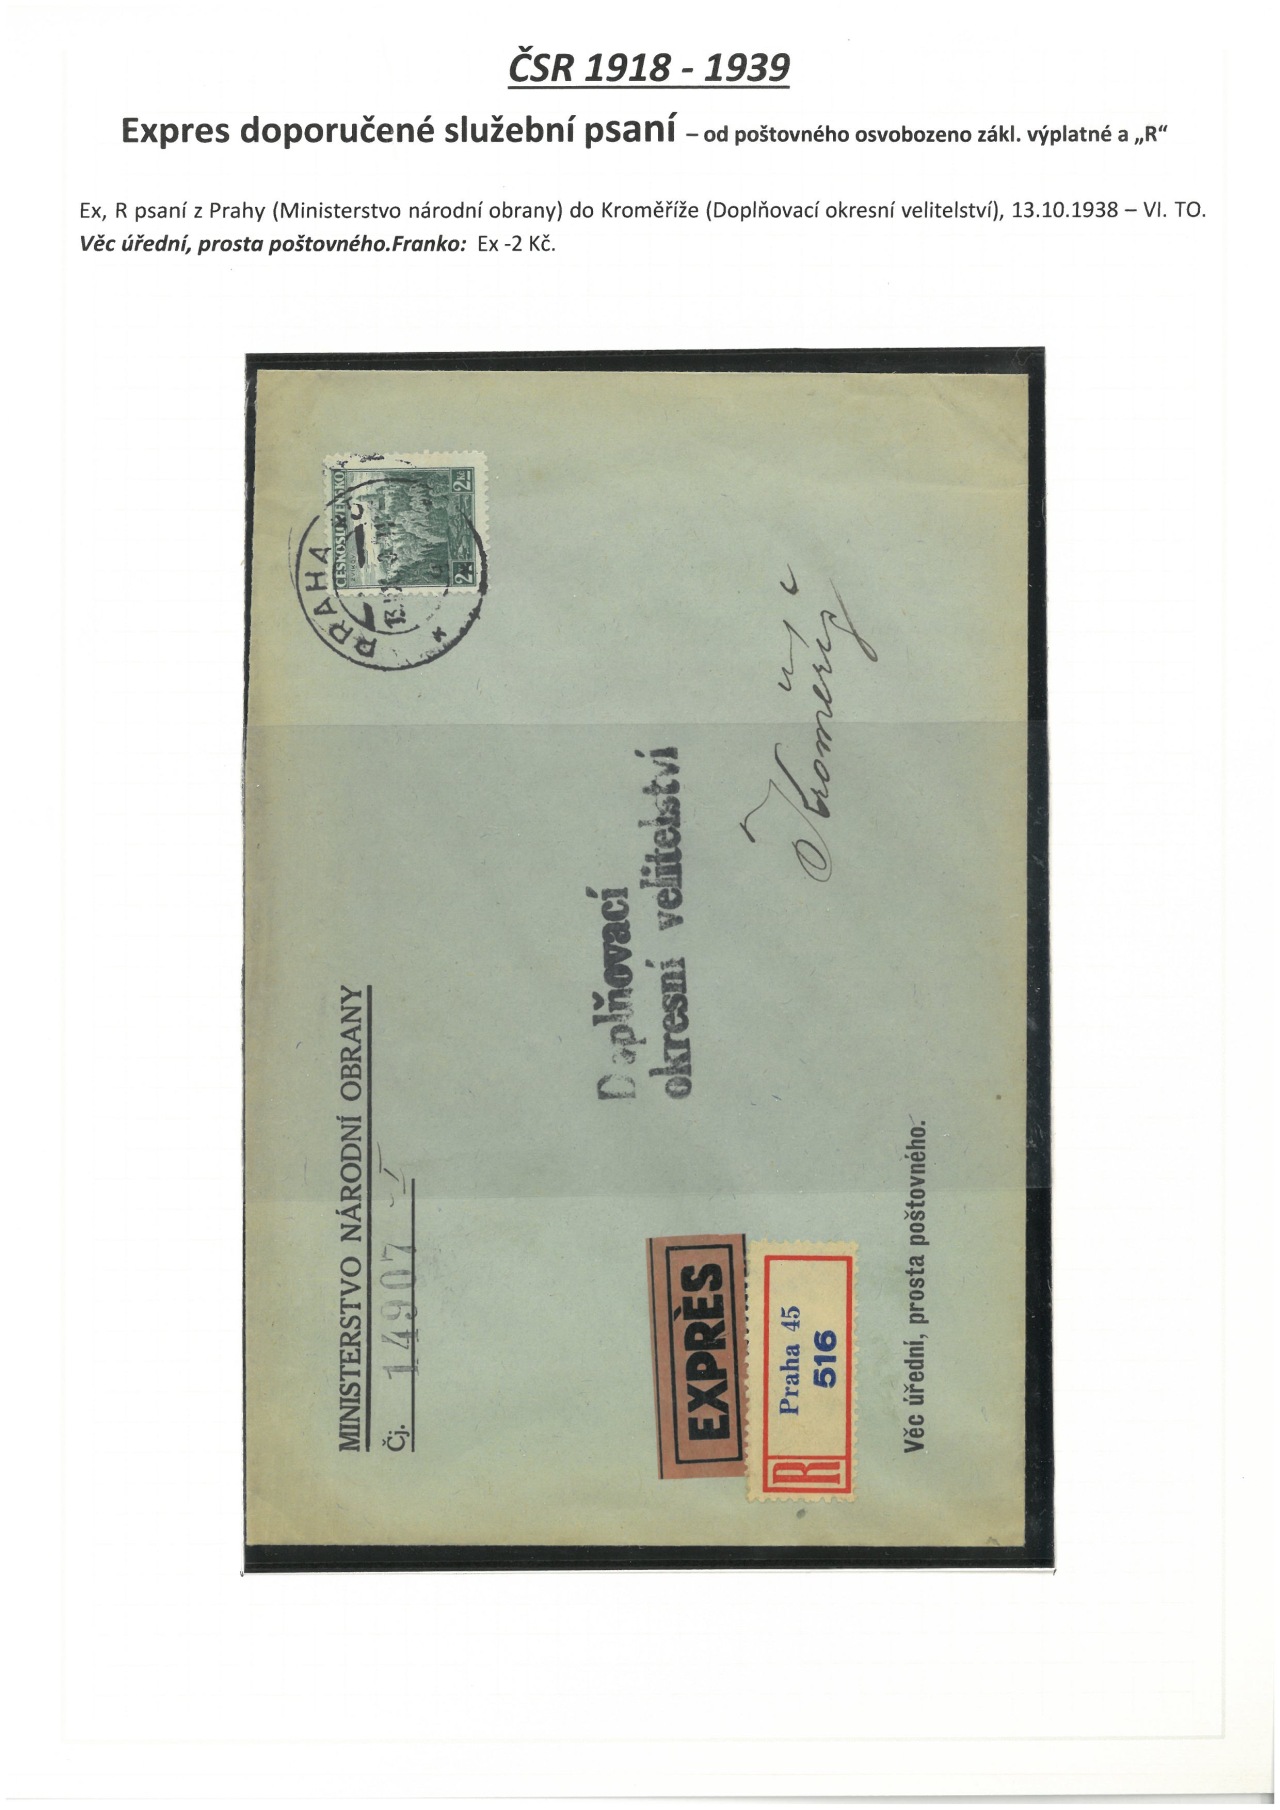 ČSR 1918 - 1939
Expres doporučené služební psaní – od poštovného osvobozeno zákl. výplatné a „R“
Ex, R psaní z Prahy (Ministerstvo národní obrany) do Kroměříže (Doplňovací okresní velitelství), 13.10.1938 – VI. TO.
Věc úřední, prosta poštovného.Franko: Ex -2 Kč.
MINISTERSTVO NÁRODNÍ OBRANY
Čj. 14907
PRAHA
ČESKOSLOVENSKO
2 2
Doplňovací
okresní velitelství
Kroměříž
EXPRÈS
R Praha 45
516
Věc úřední, prosta poštovného.